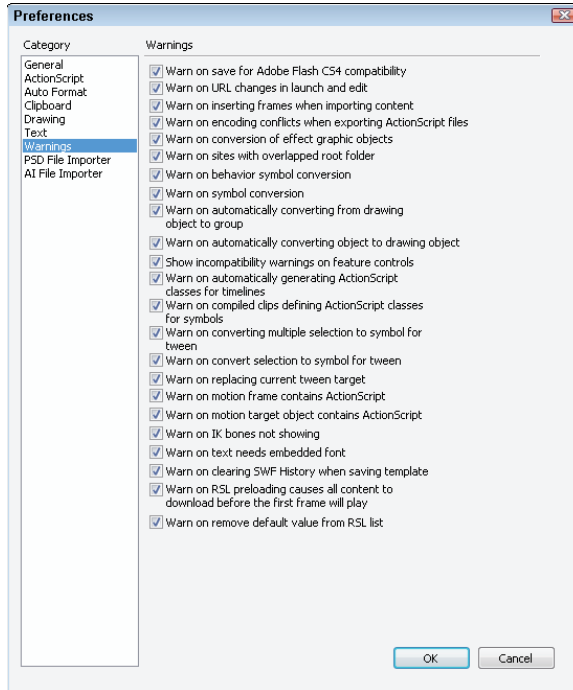 Preferences
Category
General
ActionScript
Auto Format
Clipboard
Drawing
Text
Warnings
PSD File Importer
AI File Importer
Warnings
Warn on save for Adobe Flash CS4 compatibility
Warn on URL changes in launch and edit
Warn on inserting frames when importing content
Warn on encoding conflicts when exporting ActionScript files
Warn on conversion of effect graphic objects
Warn on sites with overlapped root folder
Warn on behavior symbol conversion
Warn on symbol conversion
Warn on automatically converting from drawing
object to group
Warn on automatically converting object to drawing object
Show incompatibility warnings on feature controls
Warn on automatically generating ActionScript
classes for timelines
Warn on compiled clips defining ActionScript classes
for symbols
Warn on converting multiple selection to symbol for
tween
Warn on convert selection to symbol for tween
Warn on replacing current tween target
Warn on motion frame contains ActionScript
Warn on motion target object contains ActionScript
Warn on IK bones not showing
Warn on text needs embedded font
Warn on clearing SWF History when saving template
Warn on RSL preloading causes all content to
download before the first frame will play
Warn on remove default value from RSL list
OK
Cancel